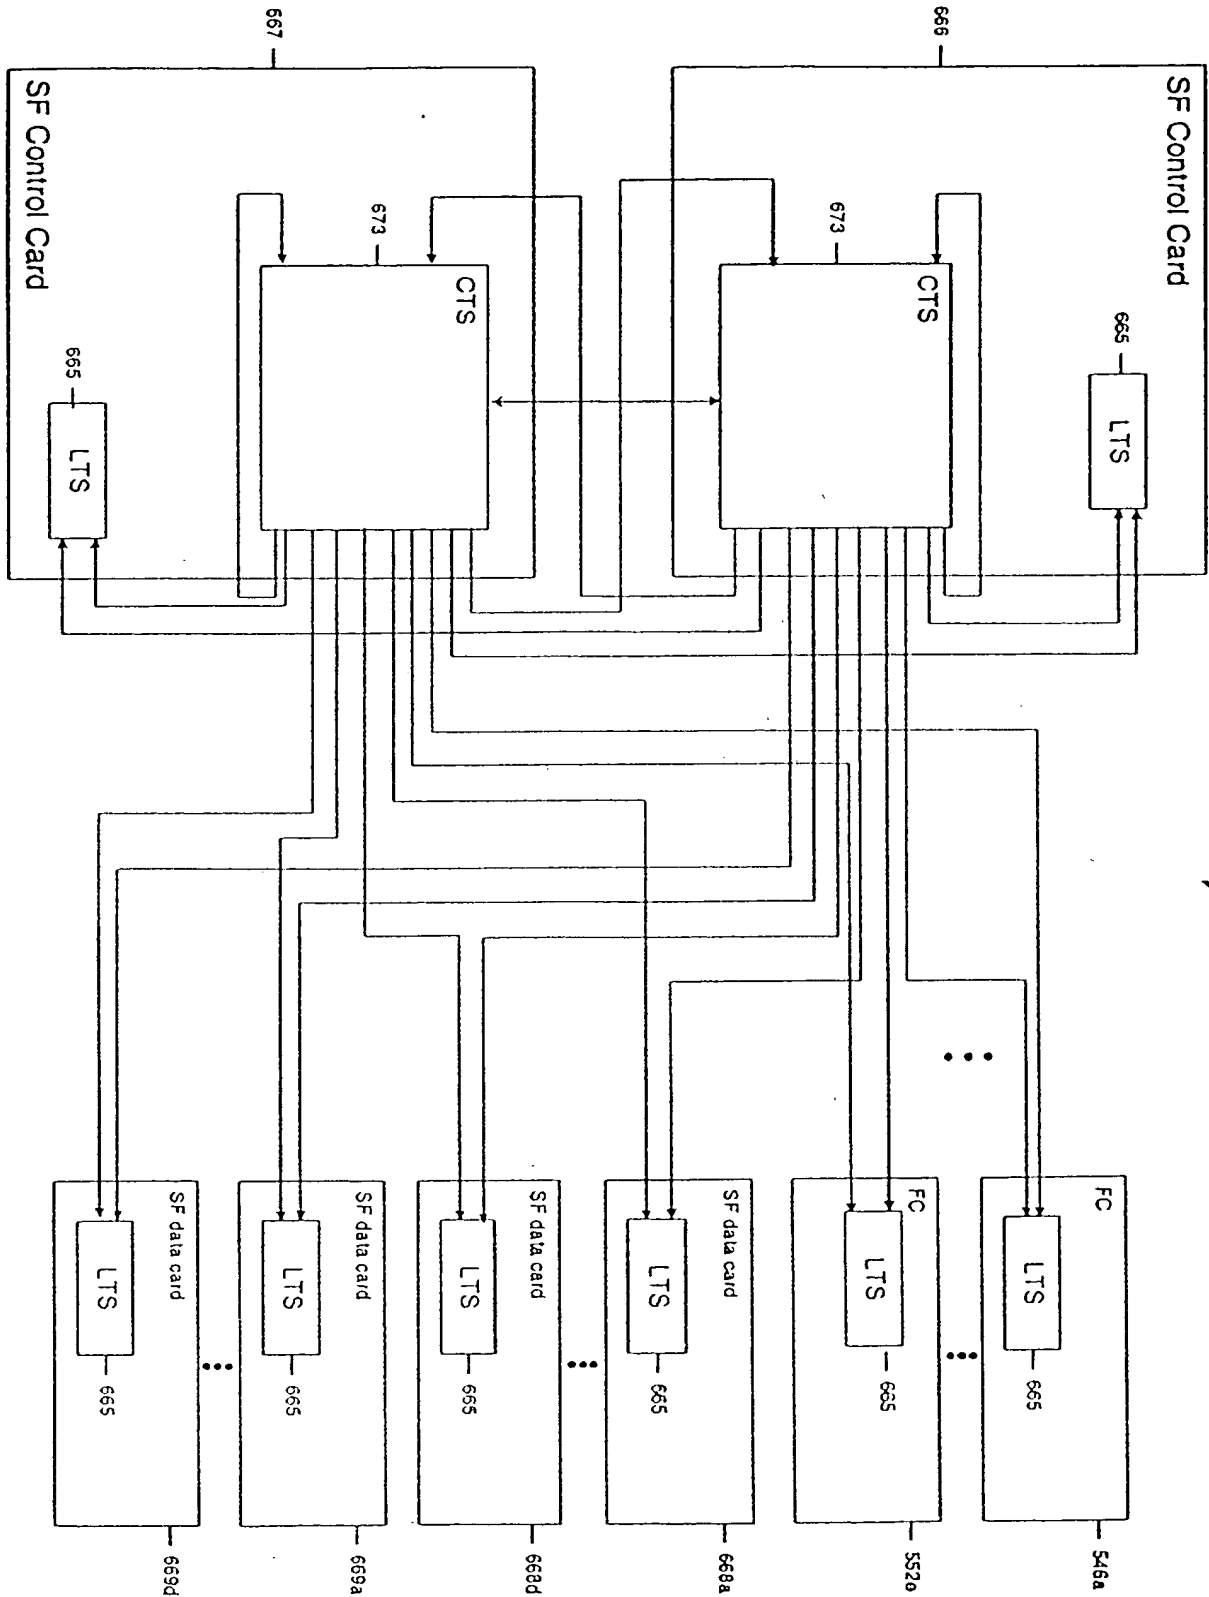 SF Control Card
666
665
LTS
CTS
673
SF Control Card
667
673
CTS
665
LTS
FC
546a
LTS
665
FC
552o
LTS
665
SF data card
668a
LTS
665
SF data card
668d
LTS
665
SF data card
669a
LTS
665
SF data card
669d
LTS
665